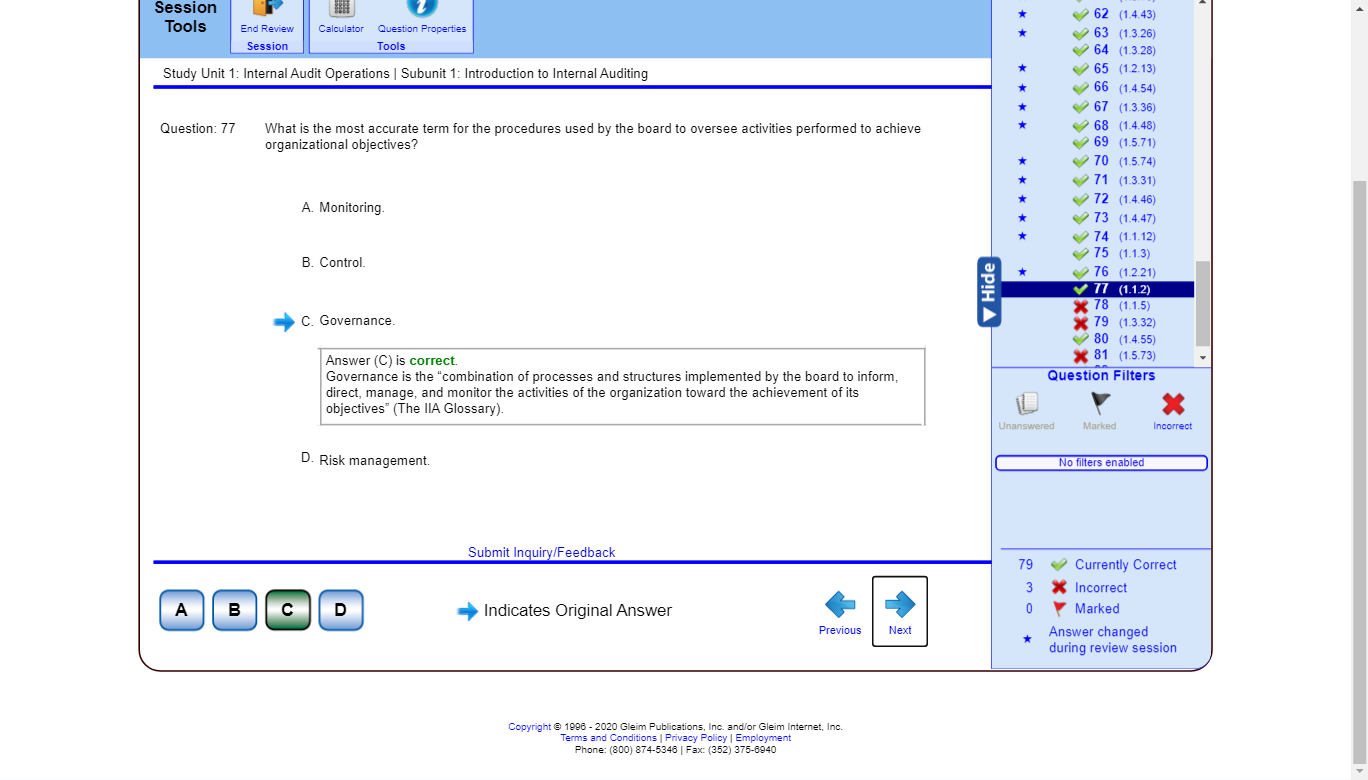 Session
Tools
End Review
Session
Calculator
Question Properties
Tools
Study Unit 1: Internal Audit Operations | Subunit 1: Introduction to Internal Auditing
Question: 77
What is the most accurate term for the procedures used by the board to oversee activities performed to achieve
organizational objectives?
A. Monitoring.
B. Control.
C. Governance.
Answer (C) is correct.
Governance is the “combination of processes and structures implemented by the board to inform,
direct, manage, and monitor the activities of the organization toward the achievement of its
objectives” (The IIA Glossary).
D. Risk management.
Submit Inquiry/Feedback
A
B
C
D
Indicates Original Answer
Previous
Next
Hide
62 (1.4.43)
63 (1.3.26)
64 (1.3.28)
65 (1.2.13)
66 (1.4.54)
67 (1.3.36)
68 (1.4.48)
69 (1.5.71)
70 (1.5.74)
71 (1.3.31)
72 (1.4.46)
73 (1.4.47)
74 (1.1.12)
75 (1.1.3)
76 (1.2.21)
77 (1.1.2)
78 (1.1.5)
79 (1.3.32)
80 (1.4.55)
81 (1.5.73)
Question Filters
Unanswered
Marked
Incorrect
No filters enabled
79 Currently Correct
3 Incorrect
0 Marked
Answer changed
during review session
Copyright © 1996 - 2020 Gleim Publications, Inc. and/or Gleim Internet, Inc.
Terms and Conditions | Privacy Policy | Employment
Phone: (800) 874-5346 | Fax: (352) 375-6940